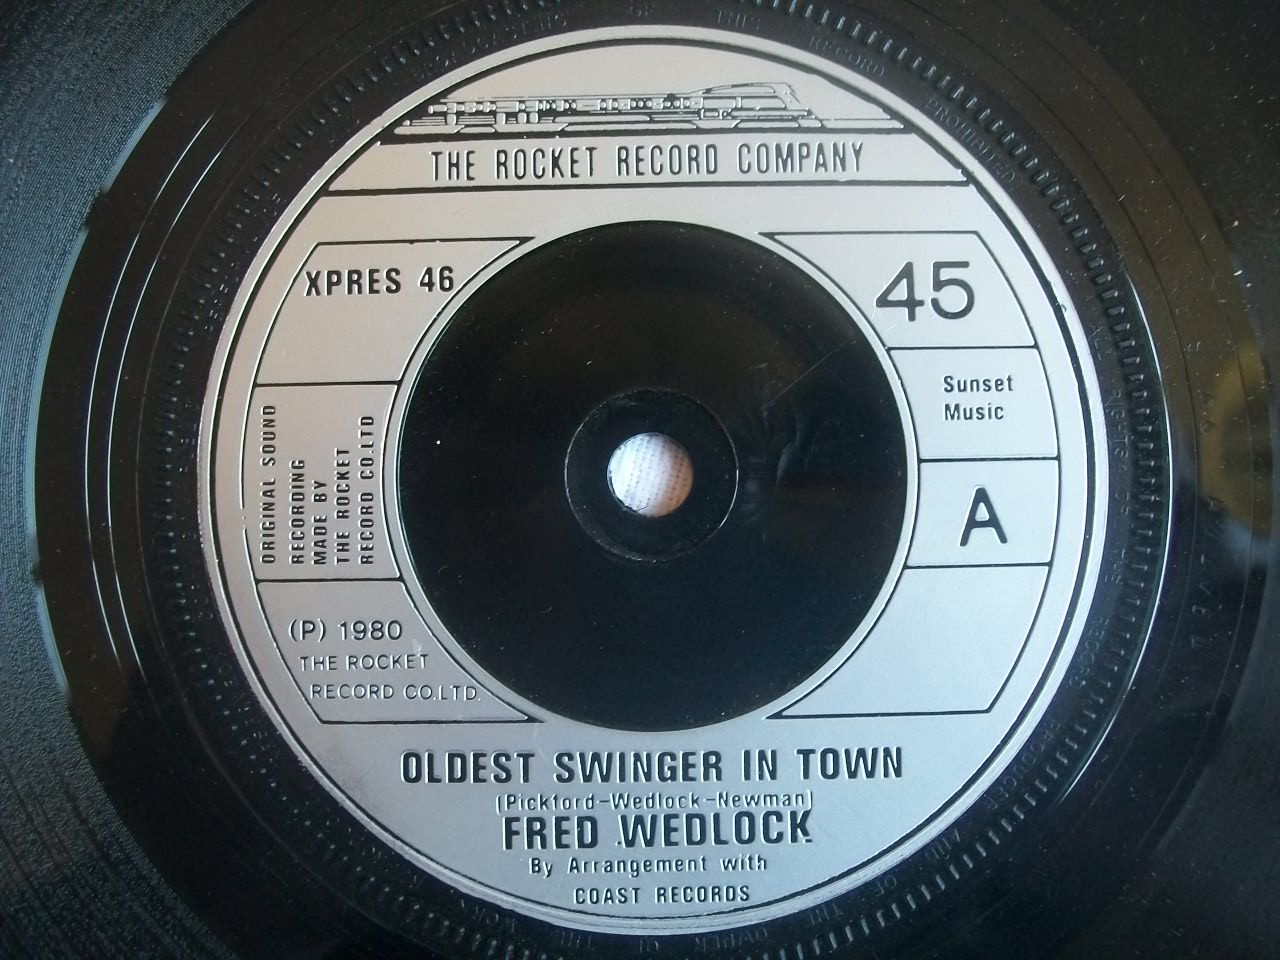 THE ROCKET RECORD COMPANY
XPRES 46
45
Sunset
Music
ORIGINAL SOUND
RECORDING
MADE BY
THE ROCKET
RECORD CO.LTD
A
(P) 1980
THE ROCKET
RECORD CO.LTD.
OLDEST SWINGER IN TOWN
(Pickford-Wedlock-Newman)
FRED WEDLOCK
By Arrangement with
COAST RECORDS